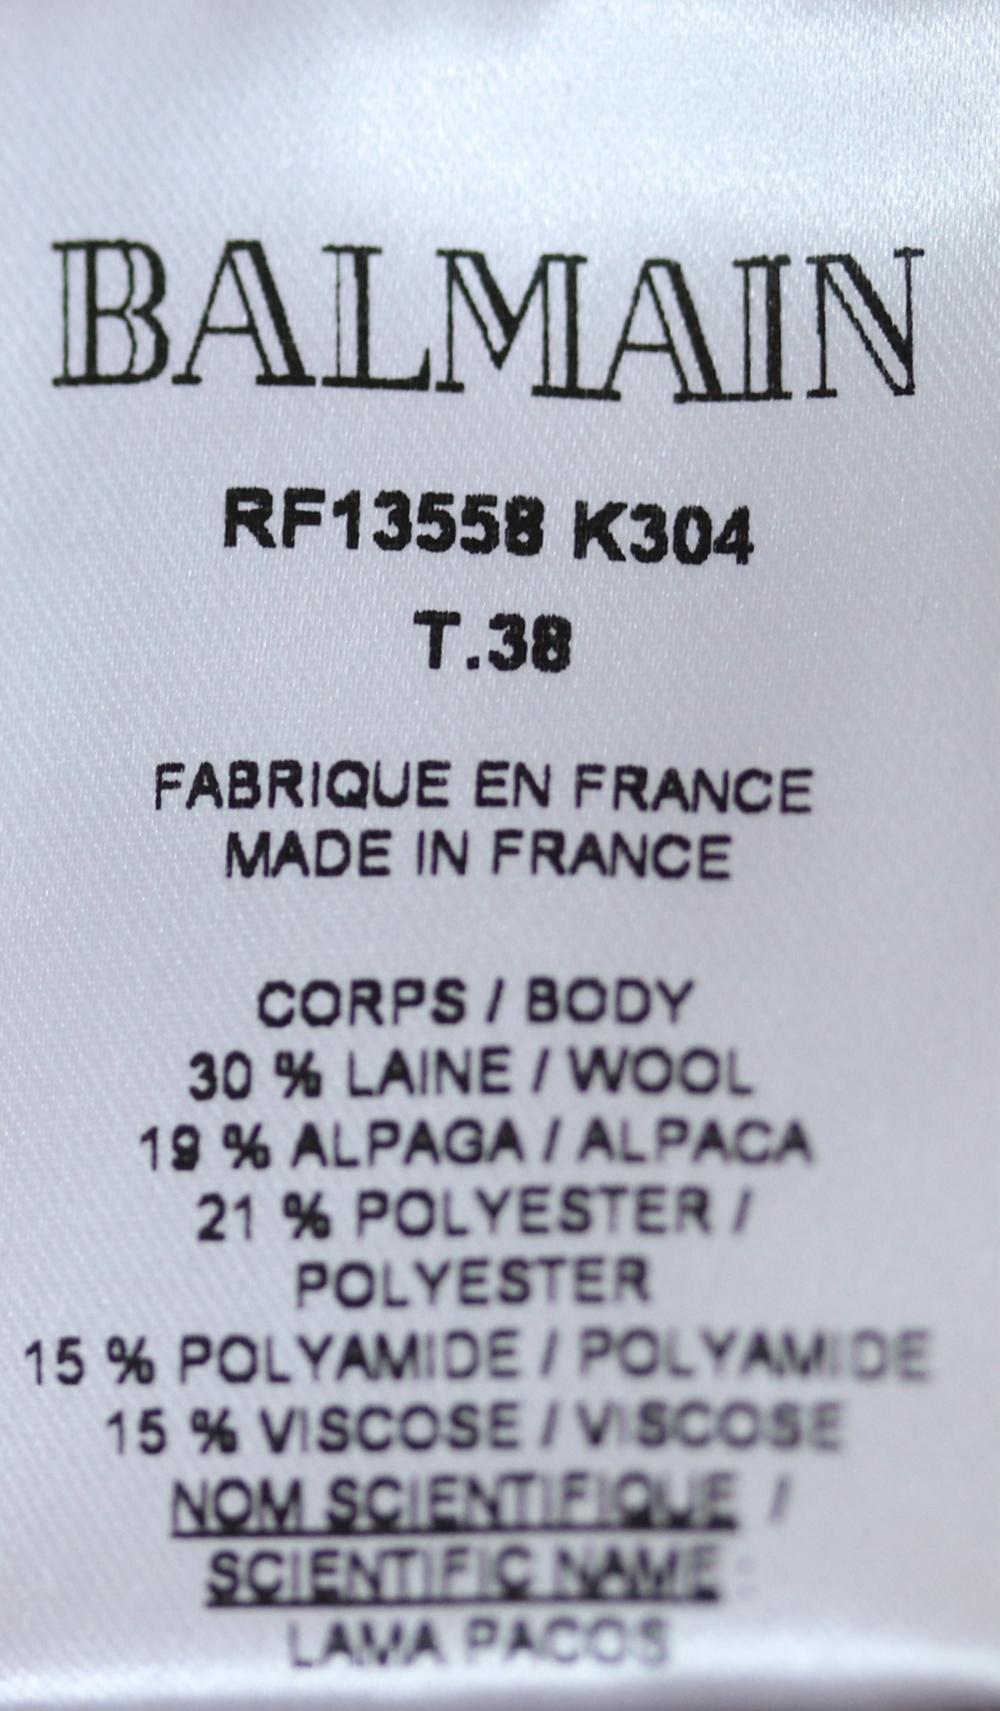 BALMAIN
RF13558 K304
T.38
FABRIQUE EN FRANCE
MADE IN FRANCE
CORPS / BODY
30 % LAINE / WOOL
19 % ALPAGA / ALPACA
21 % POLYESTER /
POLYESTER
15 % POLYAMIDE / POLYAMIDE
15 % VISCOSE / VISCOSE
NOM SCIENTIFIQUE /
SCIENTIFIC NAME :
LAMA PACOS